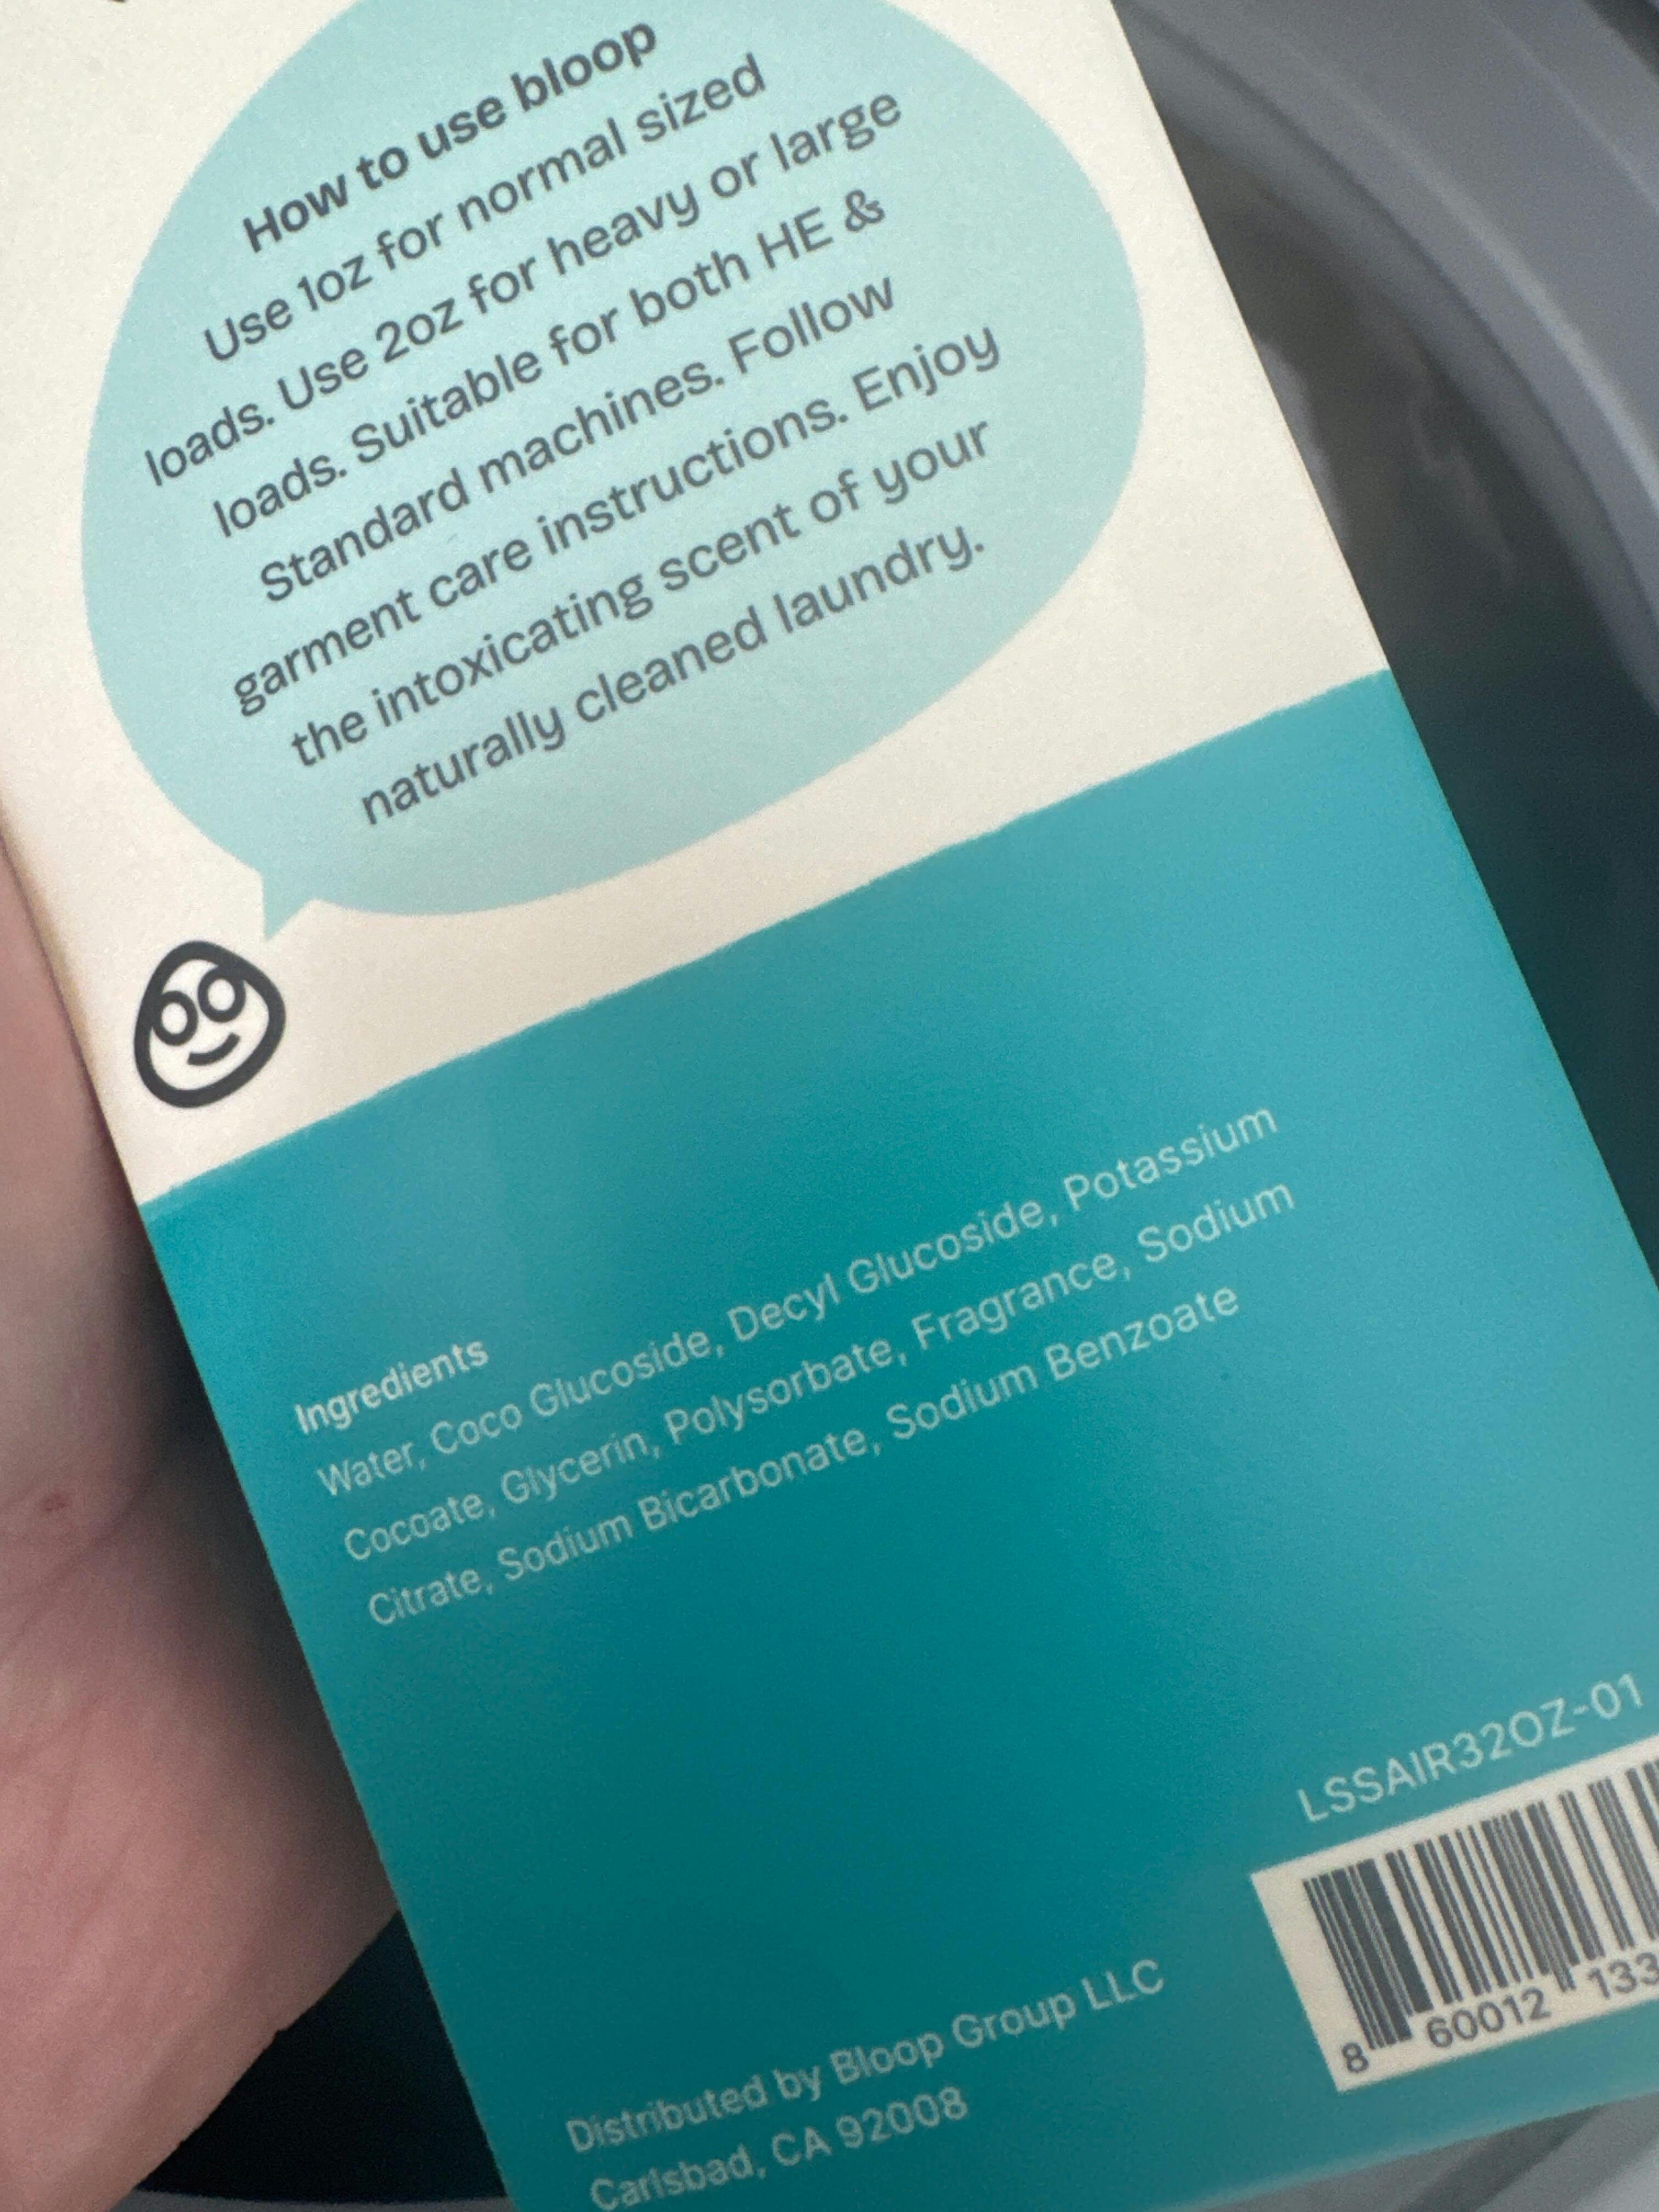 How to use bloop
Use 1oz for normal sized
loads. Use 2oz for heavy or large
loads. Suitable for both HE &
Standard machines. Follow
garment care instructions. Enjoy
the intoxicating scent of your
naturally cleaned laundry.
Ingredients
Water, Coco Glucoside, Decyl Glucoside, Potassium
Cocoate, Glycerin, Polysorbate, Fragrance, Sodium
Citrate, Sodium Bicarbonate, Sodium Benzoate
LSSAIR32OZ-01
8 60012 133
Distributed by Bloop Group LLC
Carlsbad, CA 92008